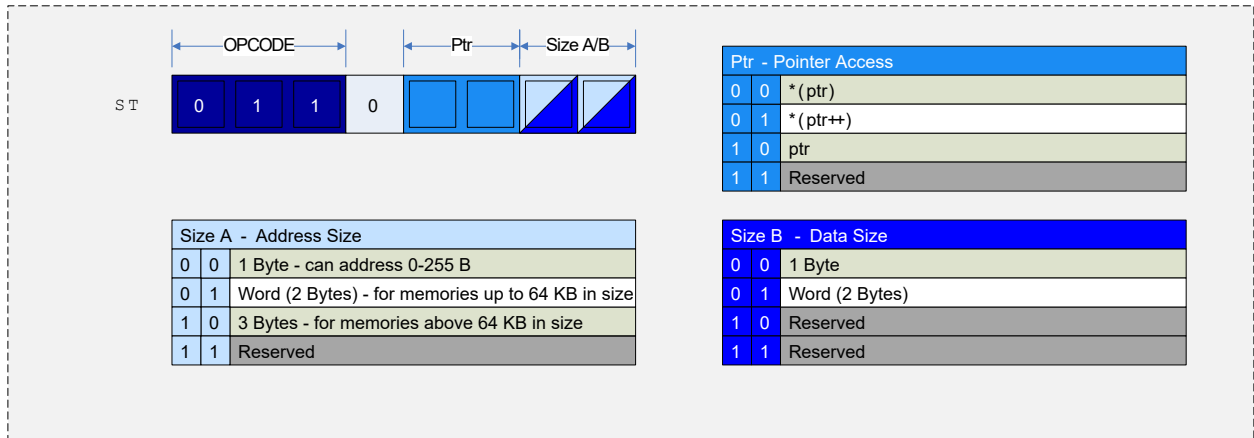 OPCODE Ptr Size A/B
ST 0 1 1 0
Ptr - Pointer Access
0 0 *(ptr)
0 1 *(ptr++)
1 0 ptr
1 1 Reserved
Size A - Address Size
0 0 1 Byte - can address 0-255 B
0 1 Word (2 Bytes) - for memories up to 64 KB in size
1 0 3 Bytes - for memories above 64 KB in size
1 1 Reserved
Size B - Data Size
0 0 1 Byte
0 1 Word (2 Bytes)
1 0 Reserved
1 1 Reserved